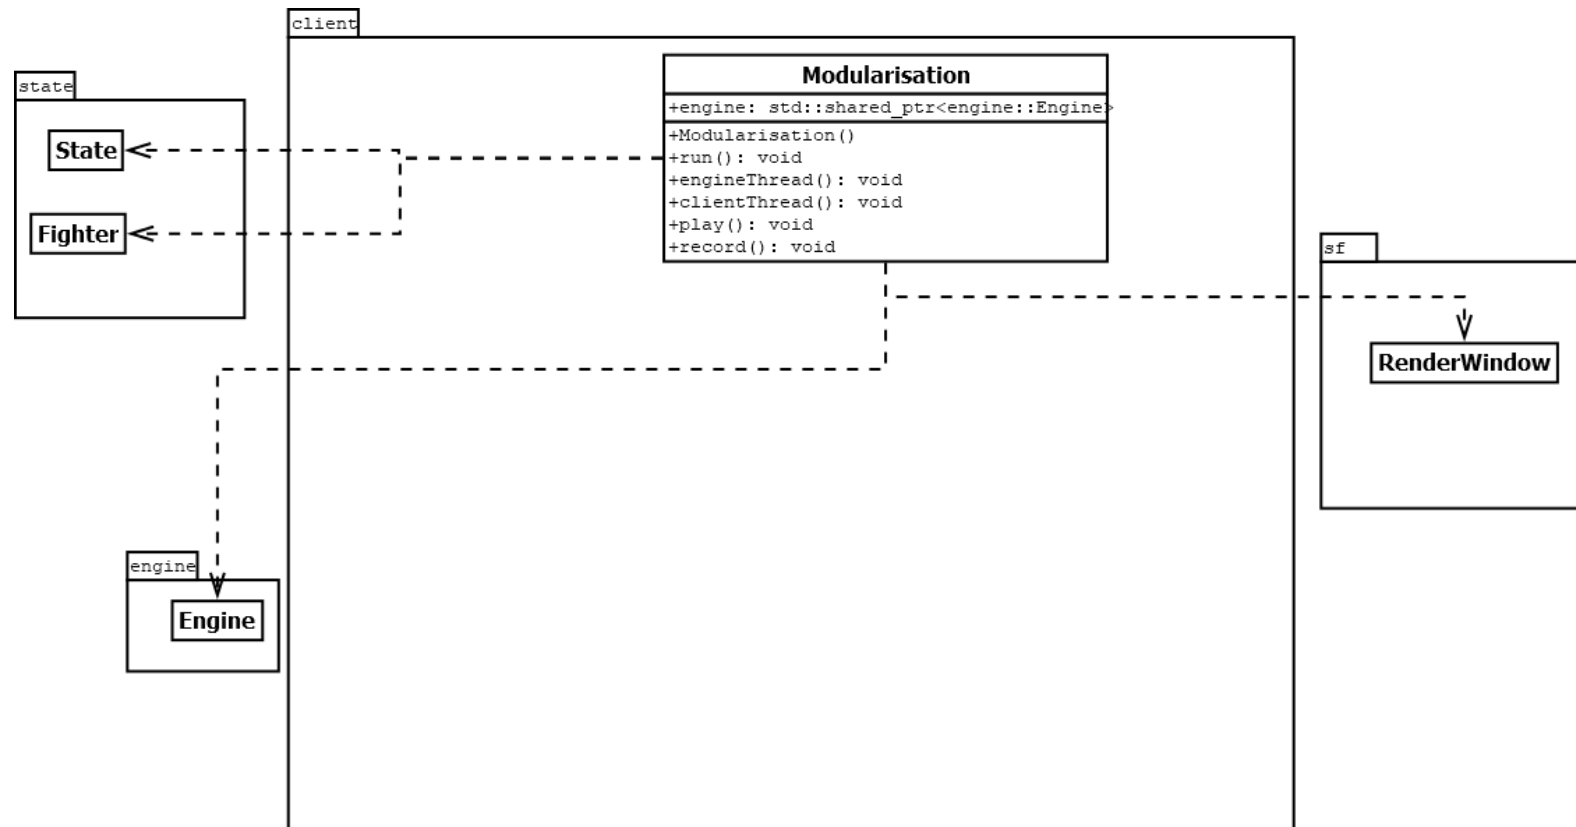 client
Modularisation
+engine: std::shared_ptr<engine::Engine>
+Modularisation()
+run(): void
+engineThread(): void
+clientThread(): void
+play(): void
+record(): void
state
State
Fighter
sf
RenderWindow
engine
Engine